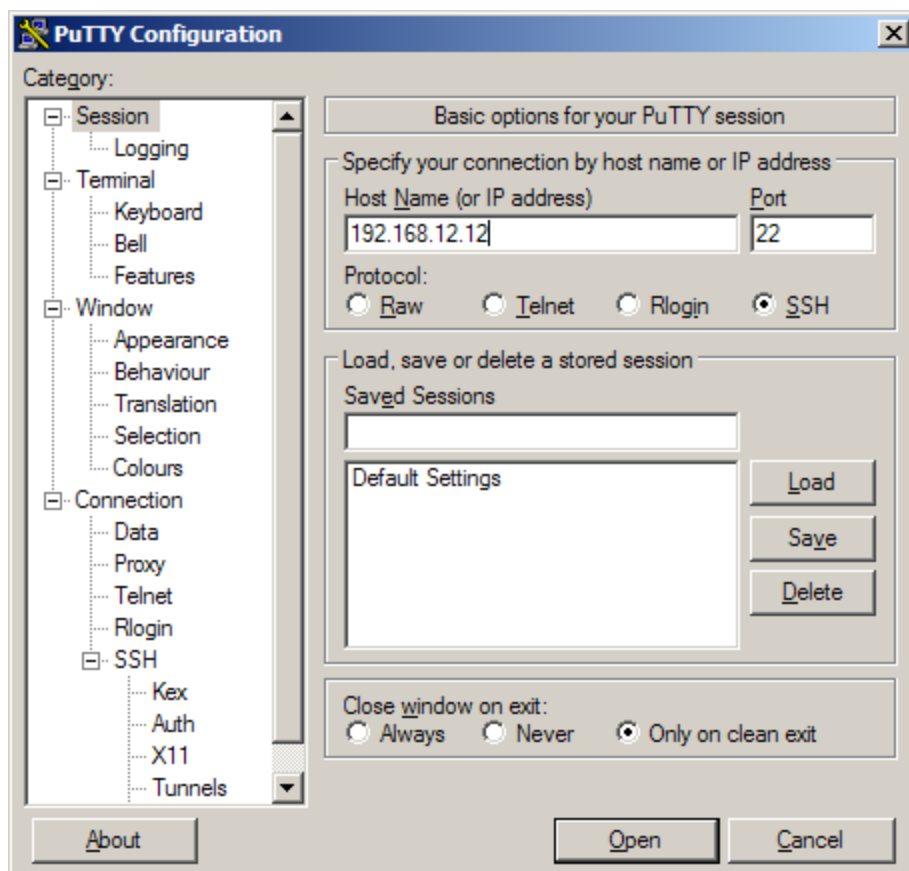 PuTTY Configuration
Category:
Session
Logging
Terminal
Keyboard
Bell
Features
Window
Appearance
Behaviour
Translation
Selection
Colours
Connection
Data
Proxy
Telnet
Rlogin
SSH
Kex
Auth
X11
Tunnels
Basic options for your PuTTY session
Specify your connection by host name or IP address
Host Name (or IP address) Port
192.168.12.12 22
Protocol:
Raw Telnet Rlogin SSH
Load, save or delete a stored session
Saved Sessions
Default Settings
Load
Save
Delete
Close window on exit:
Always Never Only on clean exit
About Open Cancel